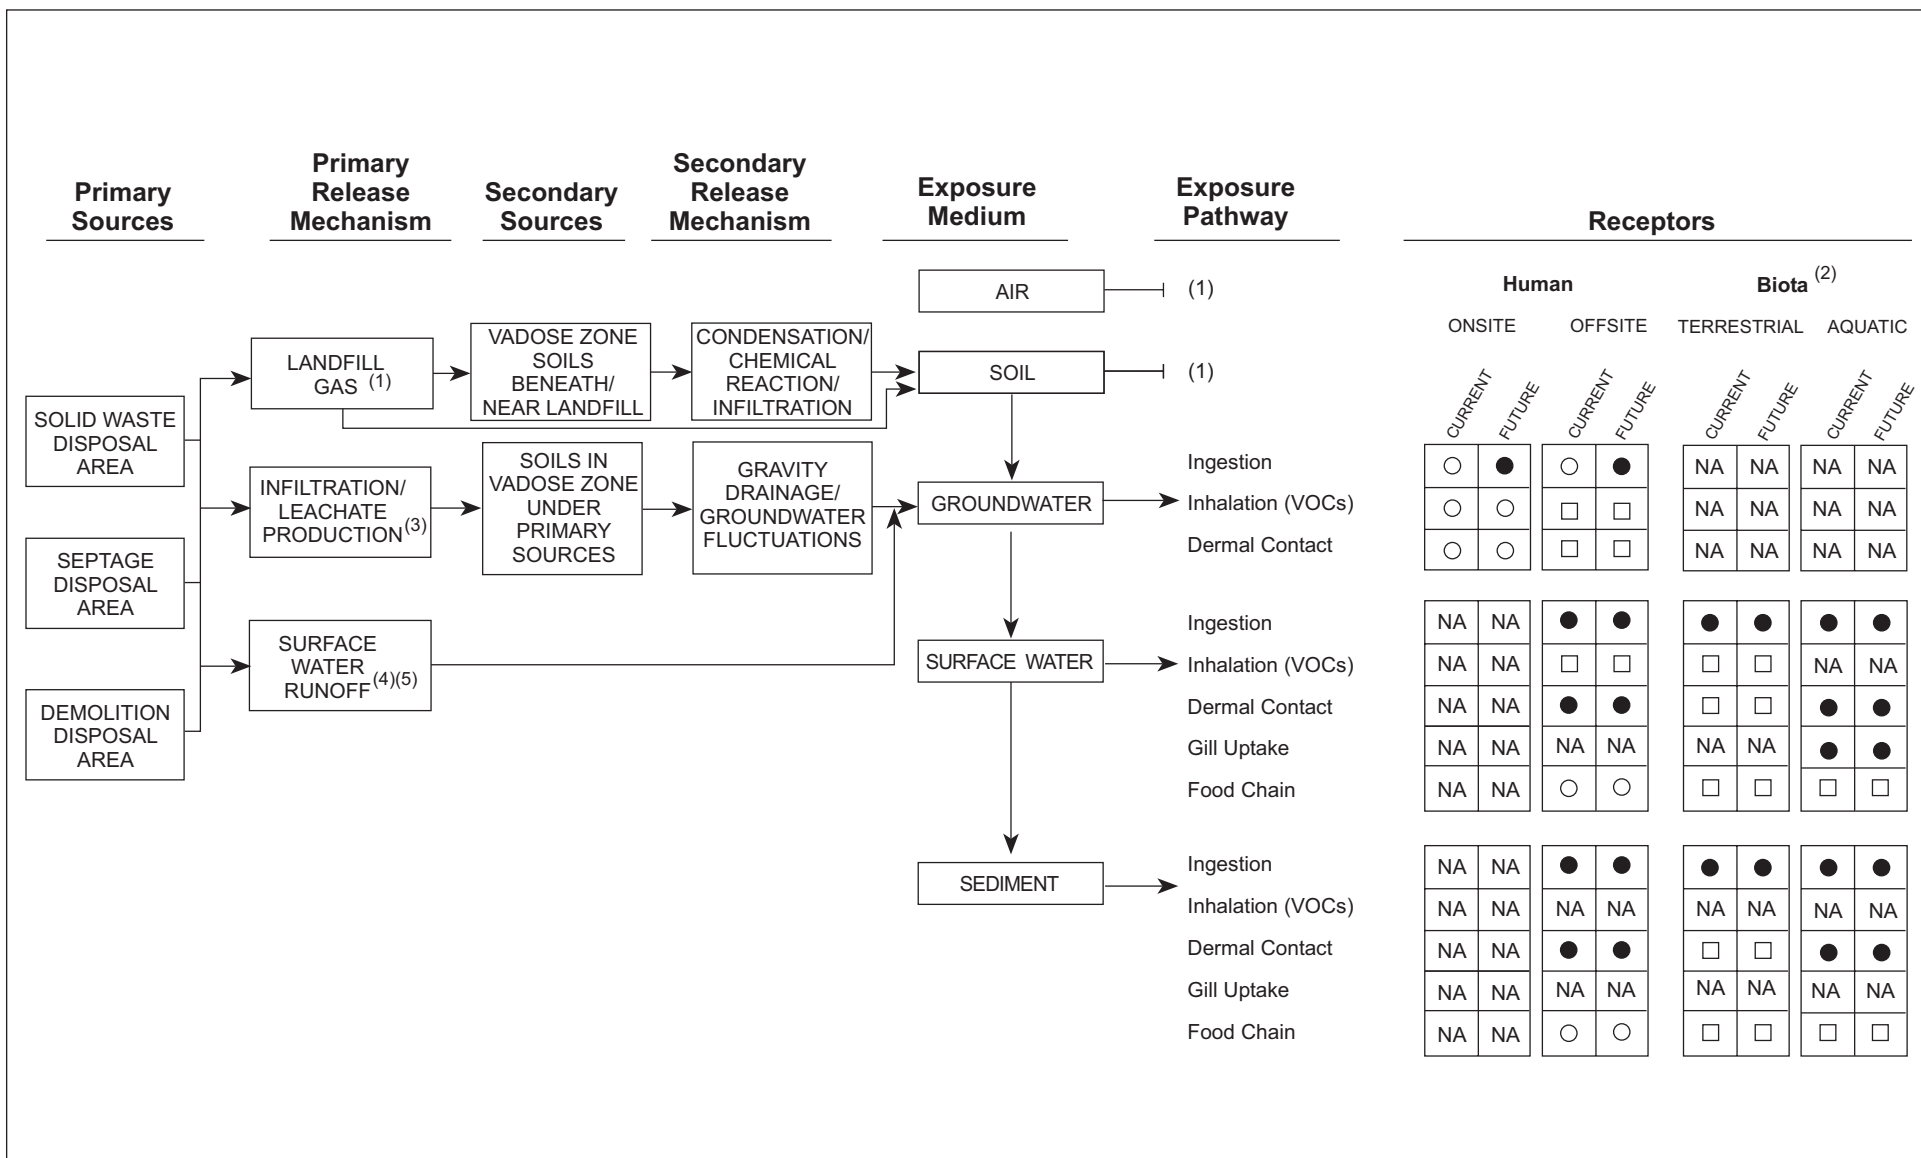 Primary
Sources
Primary
Release
Mechanism
Secondary
Sources
Secondary
Release
Mechanism
Exposure
Medium
Exposure
Pathway
Receptors
Human
Biota (2)
ONSITE
OFFSITE
TERRESTRIAL
AQUATIC
CURRENT
FUTURE
CURRENT
FUTURE
CURRENT
FUTURE
CURRENT
FUTURE
SOLID WASTE
DISPOSAL
AREA
SEPTAGE
DISPOSAL
AREA
DEMOLITION
DISPOSAL
AREA
LANDFILL
GAS (1)
INFILTRATION/
LEACHATE
PRODUCTION(3)
SURFACE
WATER
RUNOFF(4)(5)
VADOSE ZONE
SOILS
BENEATH/
NEAR LANDFILL
SOILS IN
VADOSE ZONE
UNDER
PRIMARY
SOURCES
CONDENSATION/
CHEMICAL
REACTION/
INFILTRATION
GRAVITY
DRAINAGE/
GROUNDWATER
FLUCTUATIONS
AIR
(1)
SOIL
(1)
GROUNDWATER
SURFACE WATER
SEDIMENT
Ingestion
NA NA NA NA
Inhalation (VOCs)
NA NA NA NA
Dermal Contact
NA NA NA NA
Ingestion
NA NA
Inhalation (VOCs)
NA NA NA NA
Dermal Contact
NA NA
Gill Uptake
NA NA NA NA NA NA
Food Chain
NA NA
Ingestion
NA NA
Inhalation (VOCs)
NA NA NA NA NA NA NA NA
Dermal Contact
NA NA
Gill Uptake
NA NA NA NA NA NA NA NA
Food Chain
NA NA